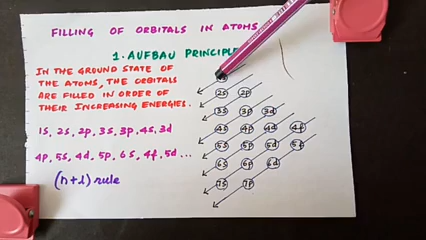 FILLING OF ORBITALS IN ATOMS
1. AUFBAU PRINCIPLE
IN THE GROUND STATE OF
THE ATOMS, THE ORBITALS
ARE FILLED IN ORDER OF
THEIR INCREASING ENERGIES.
1S, 2S, 2P, 3S, 3P, 4S, 3d
4P, 5S, 4d, 5P, 6S, 4f, 5d ...
(n+l) rule
2S 2P
3S 3P 3d
4S 4P 4d 4f
5S 5P 5d 5f
6S 6P 6d
7S 7P